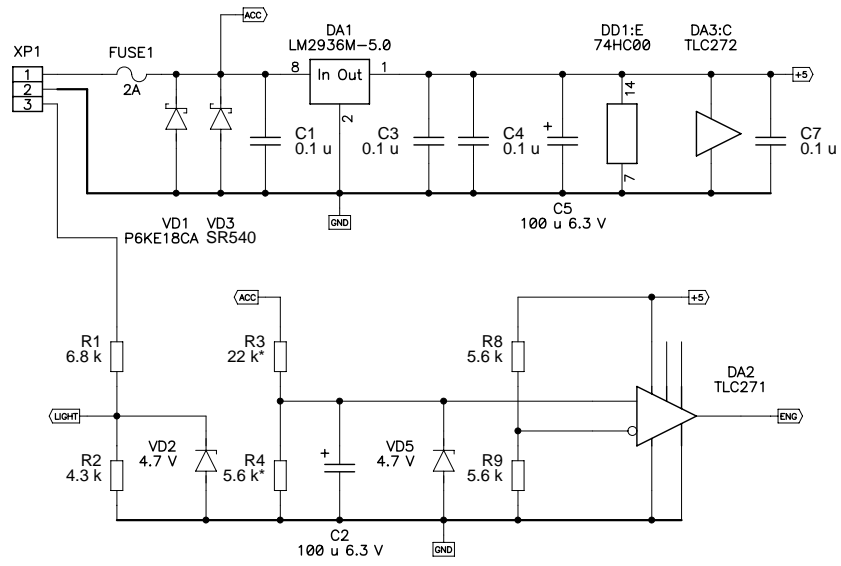 ACC
XP1
FUSE1
DA1
LM2936M-5.0
DD1:E
74HC00
DA3:C
TLC272
1
2
3
2A
8
In Out
1
2
14
7
+5
C1
0.1 u
C3
0.1 u
C4
0.1 u
+
C7
0.1 u
C5
100 u 6.3 V
GND
VD1
P6KE18CA
VD3
SR540
ACC
+5
R1
6.8 k
R3
22 k*
R8
5.6 k
DA2
TLC271
LIGHT
ENG
R2
4.3 k
VD2
4.7 V
R4
5.6 k*
+
VD5
4.7 V
R9
5.6 k
C2
100 u 6.3 V
GND